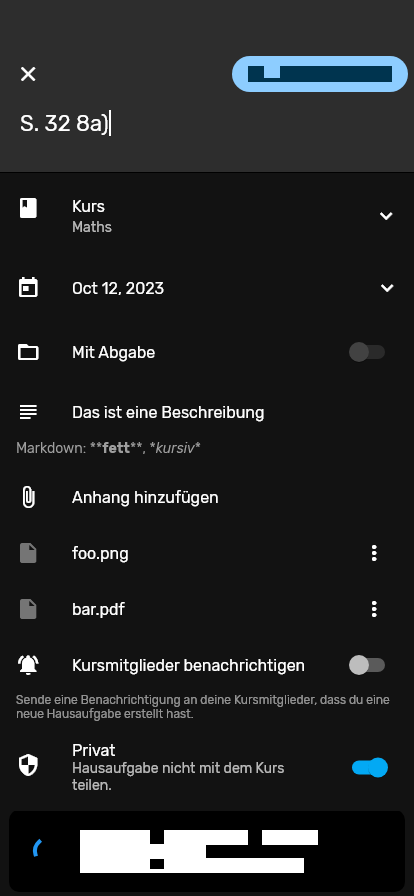 S. 32 8a)
Kurs
Maths
Oct 12, 2023
Mit Abgabe
Das ist eine Beschreibung
Markdown: **fett**, *kursiv*
Anhang hinzufügen
foo.png
bar.pdf
Kursmitglieder benachrichtigen
Sende eine Benachrichtigung an deine Kursmitglieder, dass du eine
neue Hausaufgabe erstellt hast.
Privat
Hausaufgabe nicht mit dem Kurs
teilen.